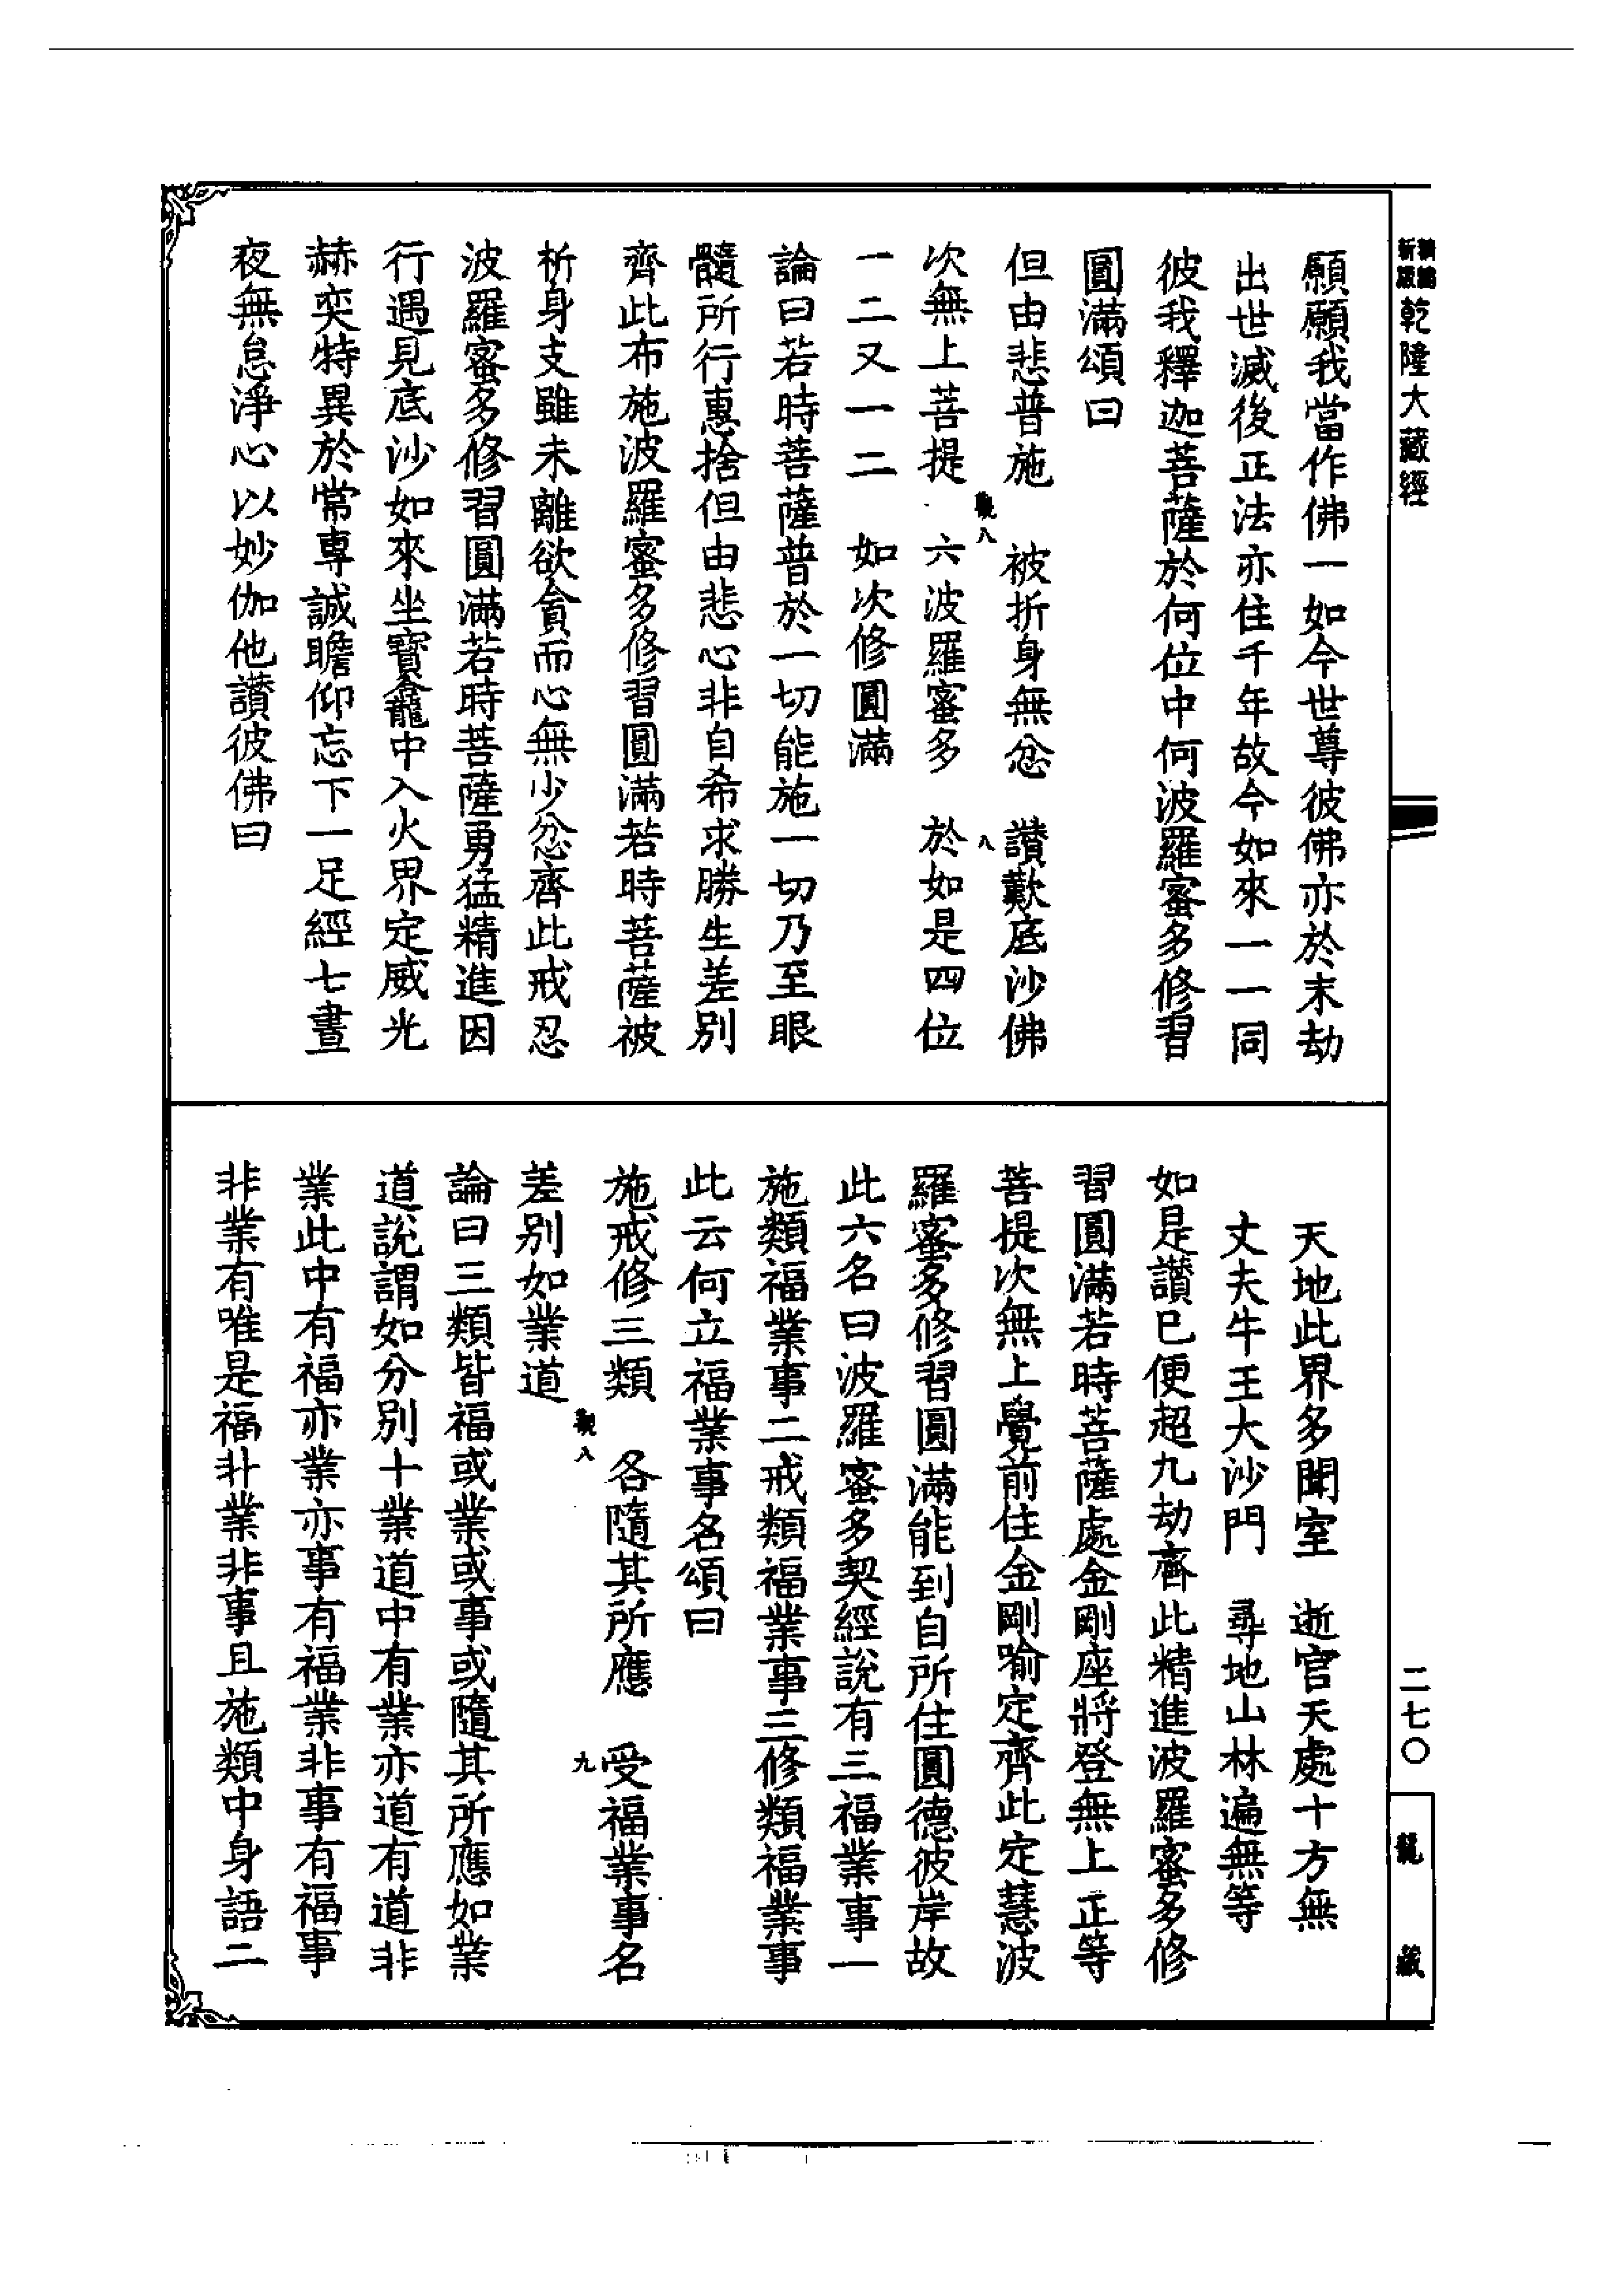 新編
新版 乾隆大藏經
願願我當作佛一如今世尊彼佛亦於末劫
出世滅後正法亦住千年故今如來一一同
彼我釋迦菩薩於何位中何波羅蜜多修習
圓滿頌曰
但由悲普施 被折身無忿 讚歎底沙佛
觀八 八
次無上菩提 六波羅蜜多 於如是四位
一二又一二 如次修圓滿
論曰若時菩薩普於一切能施一切乃至眼
髓所行惠捨但由悲心非自希求勝生差別
齊此布施波羅蜜多修習圓滿若時菩薩被
析身支雖未離欲貪而心無少忿齊此戒忍
波羅蜜多修習圓滿若時菩薩勇猛精進因
行遇見底沙如來坐寶龕中入火界定威光
赫奕特異於常專誠瞻仰忘下一足經七晝
夜無怠淨心以妙伽他讚彼佛曰
天地此界多聞室 逝宮天處十方無
丈夫牛王大沙門 尋地山林遍無等
如是讚已便超九劫齊此精進波羅蜜多修
習圓滿若時菩薩處金剛座將登無上正等
菩提次無上覺前住金剛喻定齊此定慧波
羅蜜多修習圓滿能到自所住圓德彼岸故
此六名曰波羅蜜多契經說有三福業事一
施類福業事二戒類福業事三修類福業事
此云何立福業事名頌曰
施戒修三類 各隨其所應 受福業事名
觀八 九
差別如業道
論曰三類皆福或業或事或隨其所應如業
道說謂如分別十業道中有業亦道有道非
業此中有福亦業亦事有福業非事有福事
非業有唯是福非業非事且施類中身語二
二七〇
龍藏